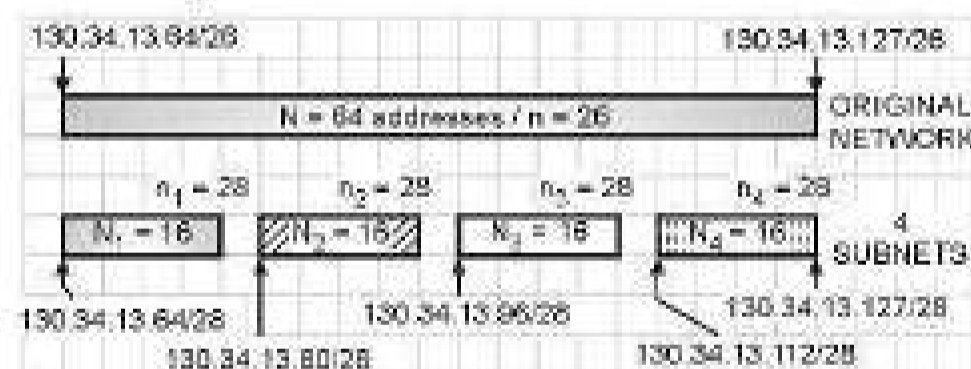 130.34.13.64/26 130.34.13.127/26
N = 64 addresses / n = 26
ORIGINAL
NETWORK
n1 = 28 n2 = 28 n3 = 28 n4 = 28
N1 = 16 N2 = 16 N3 = 16 N4 = 16
4
SUBNETS
130.34.13.64/28 130.34.13.96/28 130.34.13.127/28
130.34.13.80/28 130.34.13.112/28